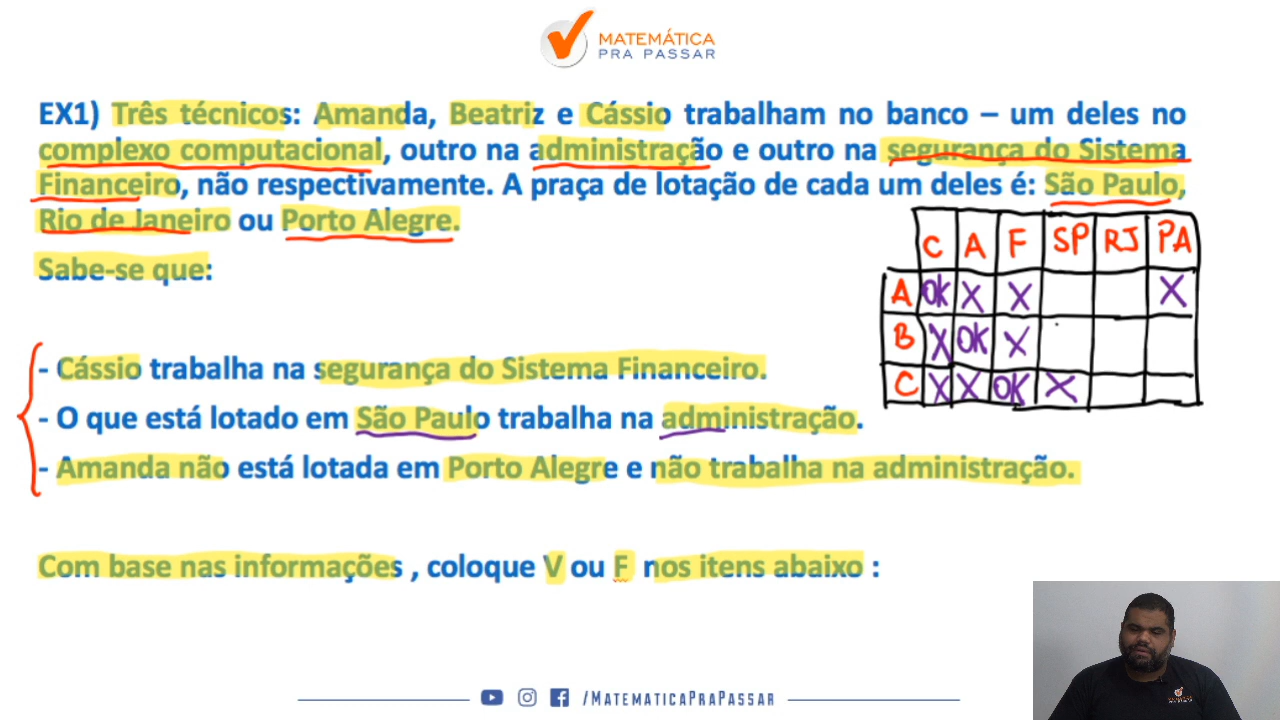 MATEMÁTICA
PRA PASSAR
EX1) Três técnicos: Amanda, Beatriz e Cássio trabalham no banco – um deles no
complexo computacional, outro na administração e outro na segurança do Sistema
Financeiro, não respectivamente. A praça de lotação de cada um deles é: São Paulo,
Rio de Janeiro ou Porto Alegre.
Sabe-se que:
C A F SP RJ PA
A OK X X X
B X OK X
C X X OK X
- Cássio trabalha na segurança do Sistema Financeiro.
- O que está lotado em São Paulo trabalha na administração.
- Amanda não está lotada em Porto Alegre e não trabalha na administração.
Com base nas informações , coloque V ou F nos itens abaixo :
/MATEMATICAPRAPASSAR